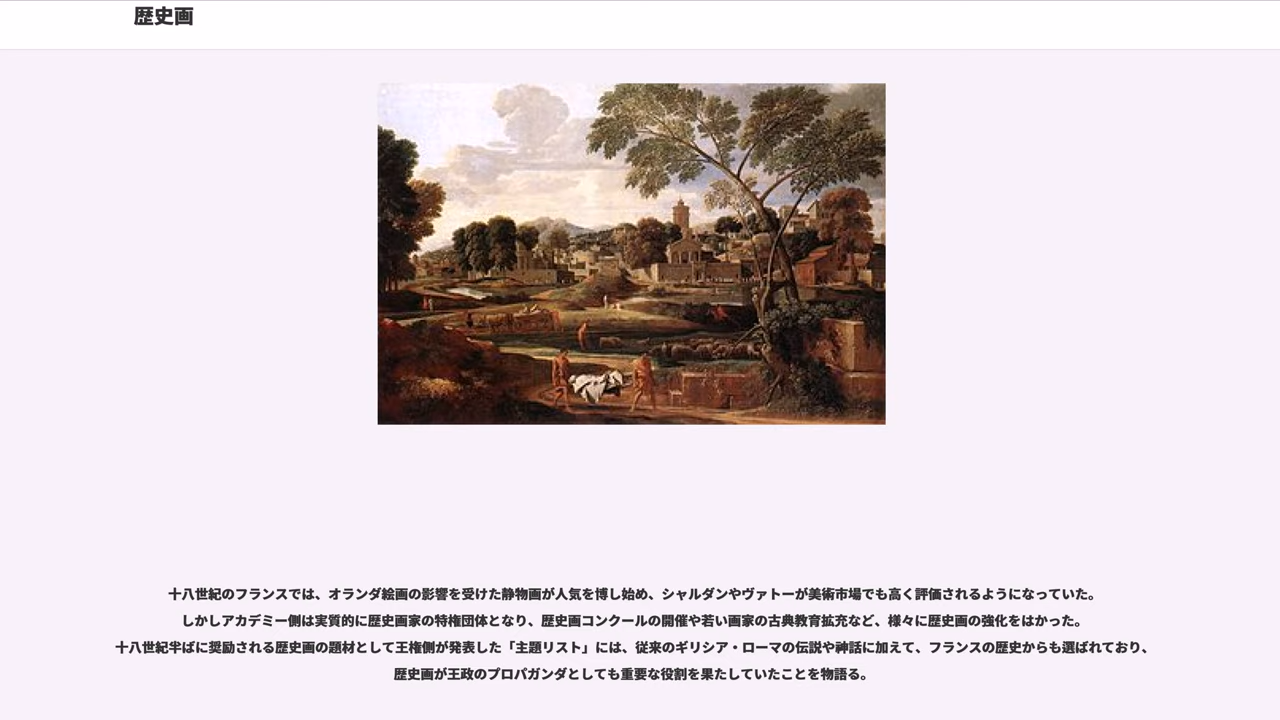 歴史画
十八世紀のフランスでは、オランダ絵画の影響を受けた静物画が人気を博し始め、シャルダンやヴァトーが美術市場でも高く評価されるようになっていた。
しかしアカデミー側は実質的に歴史画家の特権団体となり、歴史画コンクールの開催や若い画家の古典教育拡充など、様々に歴史画の強化をはかった。
十八世紀半ばに奨励される歴史画の題材として王権側が発表した「主題リスト」には、従来のギリシア・ローマの伝説や神話に加えて、フランスの歴史からも選ばれており、
歴史画が王政のプロパガンダとしても重要な役割を果たしていたことを物語る。